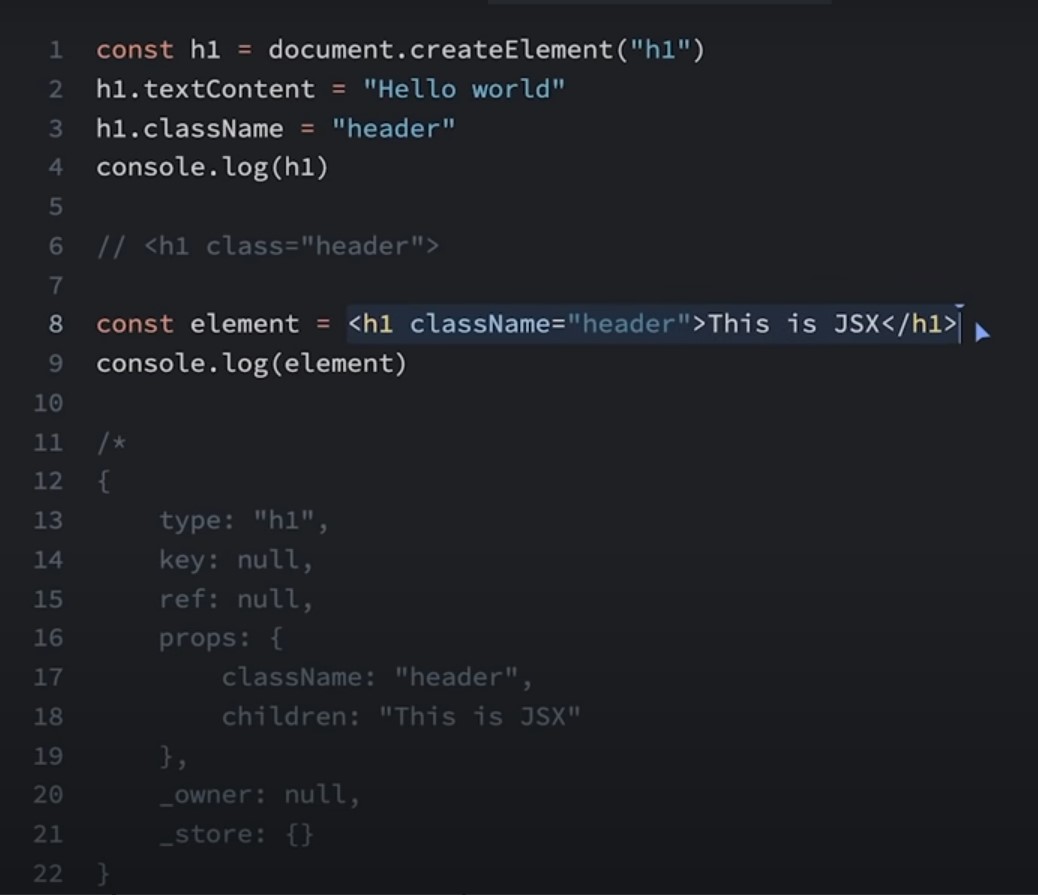 1 const h1 = document.createElement("h1")
2 h1.textContent = "Hello world"
3 h1.className = "header"
4 console.log(h1)
5
6 // <h1 class="header">
7
8 const element = <h1 className="header">This is JSX</h1>
9 console.log(element)
10
11 /*
12 {
13     type: "h1",
14     key: null,
15     ref: null,
16     props: {
17         className: "header",
18         children: "This is JSX"
19     },
20     _owner: null,
21     _store: {}
22 }